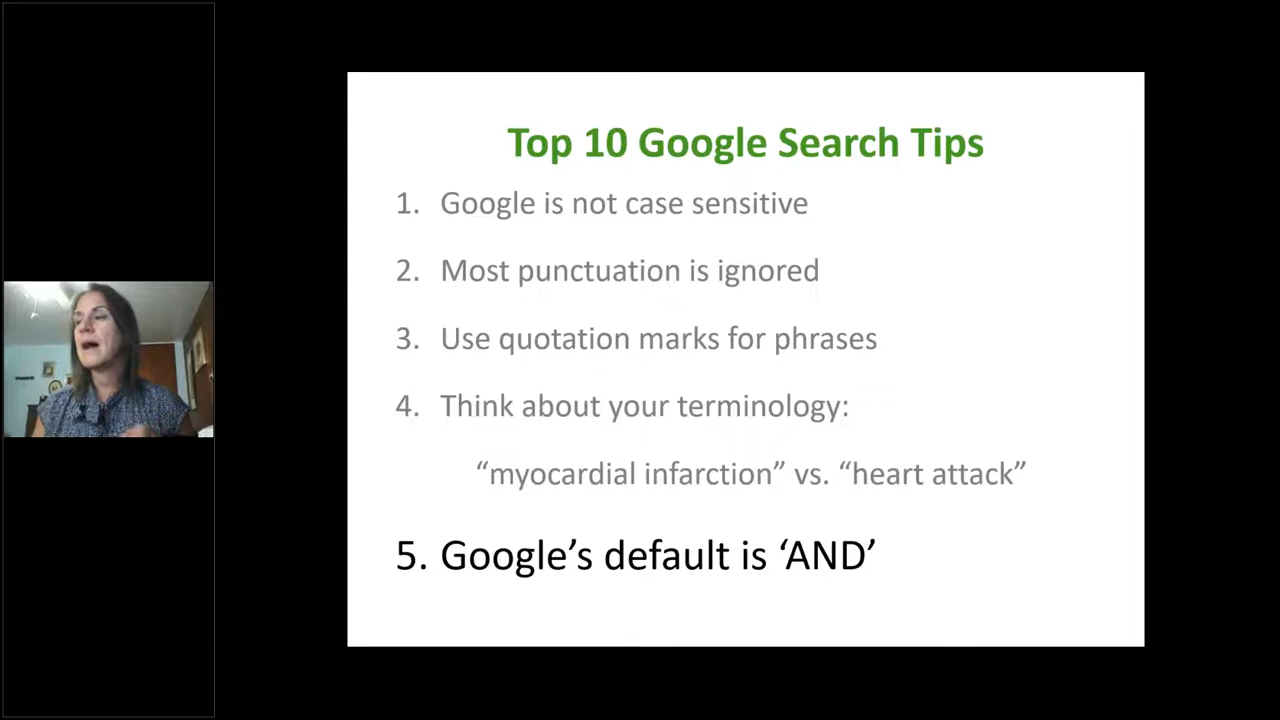 Top 10 Google Search Tips
1. Google is not case sensitive
2. Most punctuation is ignored
3. Use quotation marks for phrases
4. Think about your terminology:
“myocardial infarction” vs. “heart attack”
5. Google’s default is ‘AND’